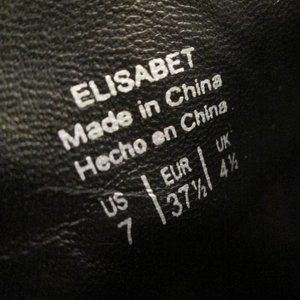 ELISABET
Made in China
Hecho en China
US | EUR | UK
7 | 37½ | 4½